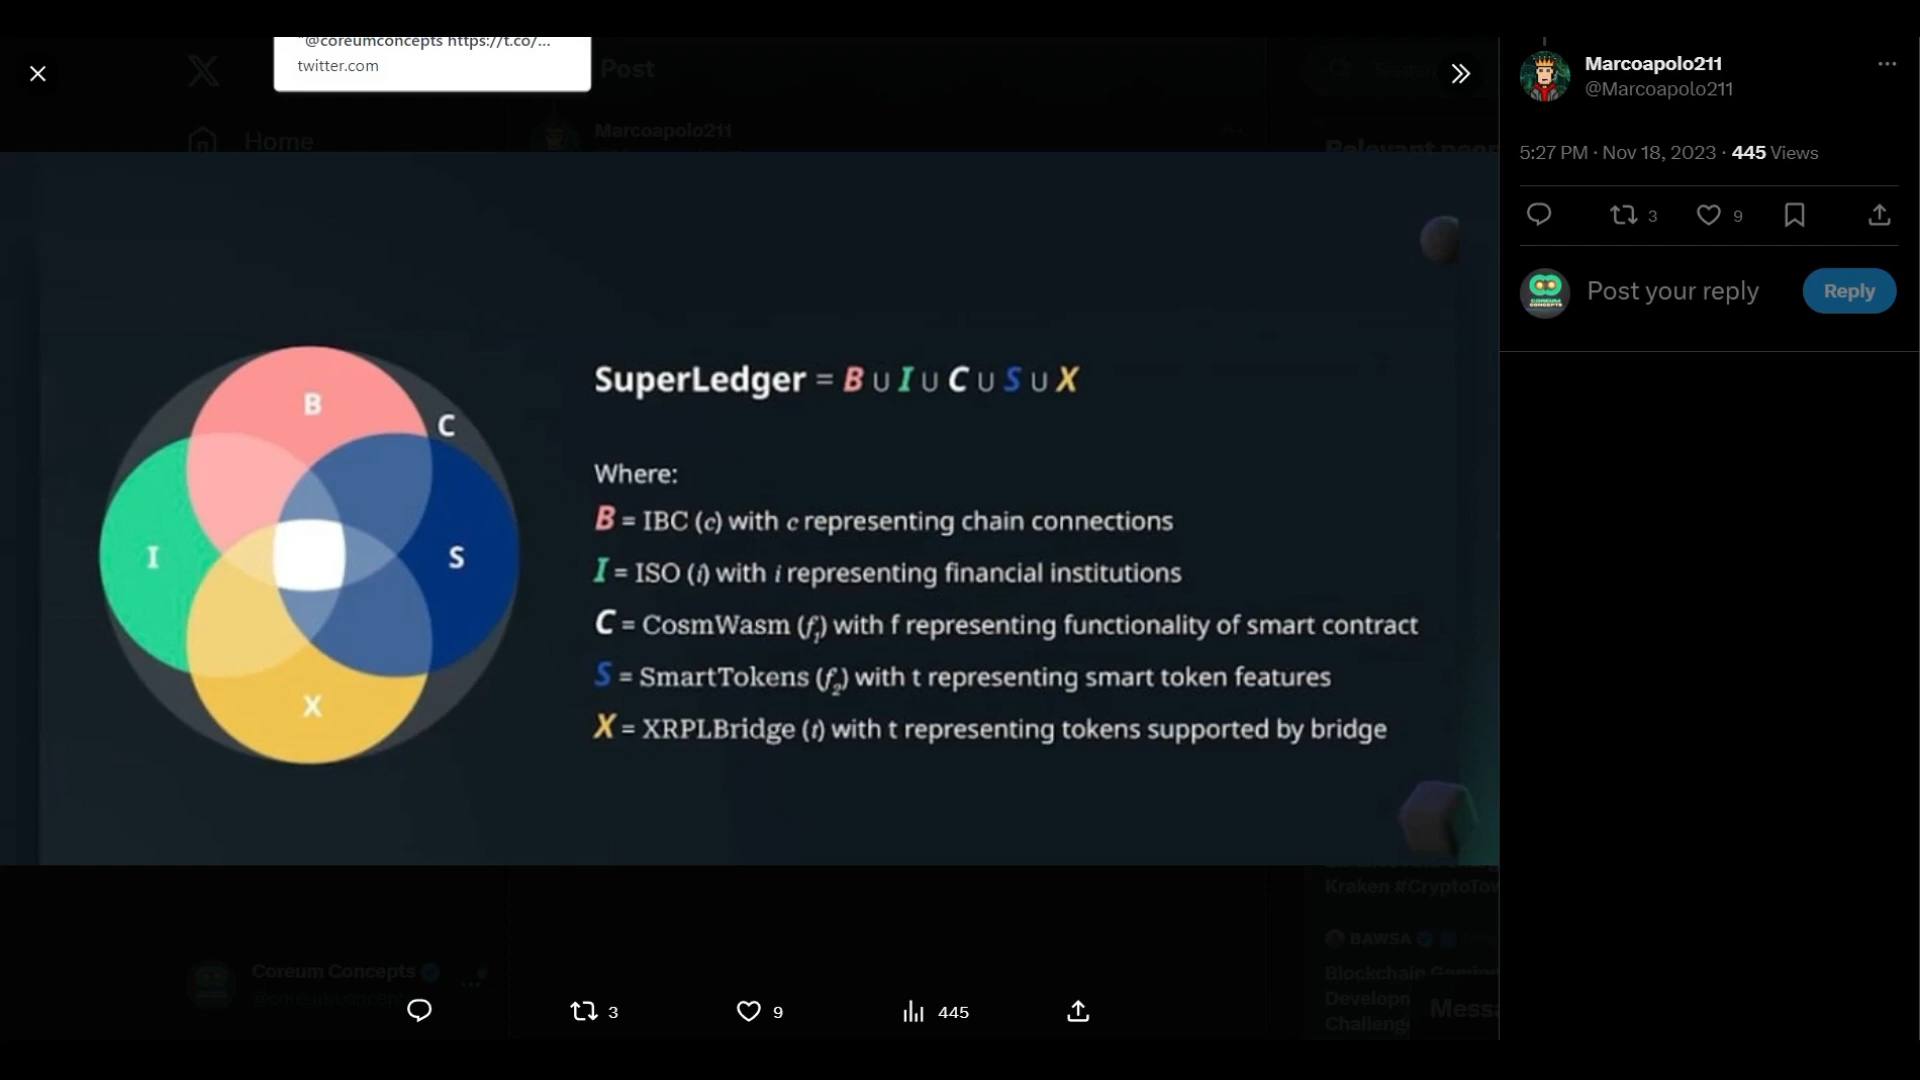 "@coreumconcepts https://t.co/...
twitter.com
Post
Home
Marcoapolo211
B
C
I
S
X
SuperLedger = B ∪ I ∪ C ∪ S ∪ X
Where:
B = IBC (c) with c representing chain connections
I = ISO (i) with i representing financial institutions
C = CosmWasm (f₁) with f representing functionality of smart contract
S = SmartTokens (f₂) with t representing smart token features
X = XRPLBridge (t) with t representing tokens supported by bridge
Coreum Concepts
3
9
445
Marcoapolo211
@Marcoapolo211
5:27 PM · Nov 18, 2023 · 445 Views
3
9
COREUM
CONCEPTS
Post your reply
Reply
Kraken
BAWSA
Blockchain